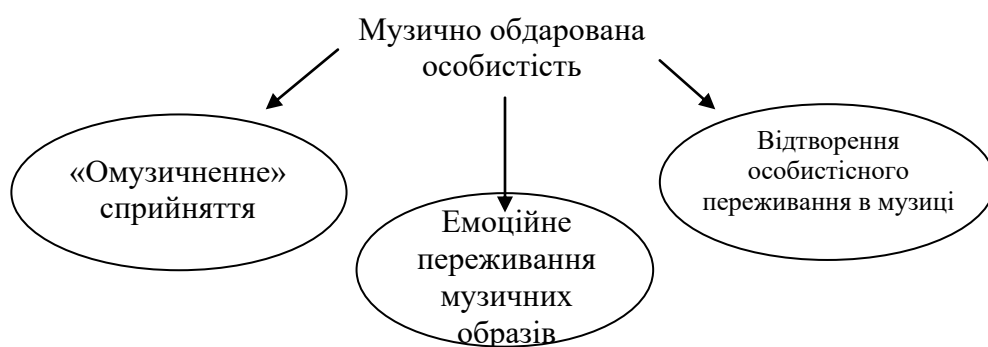 Музично обдарована
особистість
«Омузичненне»
сприйняття
Емоційне
переживання
музичних
образів
Відтворення
особистісного
переживання в музиці